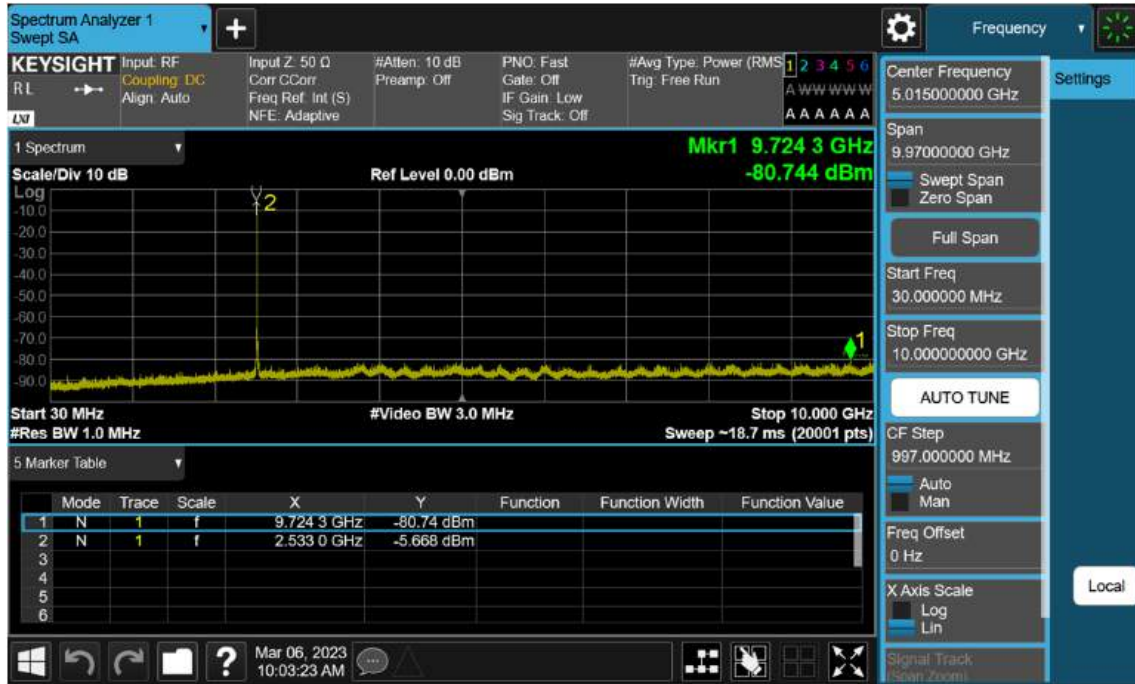 Spectrum Analyzer 1
Swept SA
+
Frequency
KEYSIGHT
RL
LXI
Input: RF
Coupling: DC
Align: Auto
Input Z: 50 Ω
Corr CCorr
Freq Ref: Int (S)
NFE: Adaptive
#Atten: 10 dB
Preamp: Off
PNO: Fast
Gate: Off
IF Gain: Low
Sig Track: Off
#Avg Type: Power (RMS
Trig: Free Run
1 2 3 4 5 6
A W W W W W
A A A A A A
1 Spectrum
Scale/Div 10 dB
Ref Level 0.00 dBm
Mkr1 9.724 3 GHz
-80.744 dBm
Log
-10.0
-20.0
-30.0
-40.0
-50.0
-60.0
-70.0
-80.0
-90.0
2
1
Start 30 MHz
#Video BW 3.0 MHz
Stop 10.000 GHz
#Res BW 1.0 MHz
Sweep ~18.7 ms (20001 pts)
5 Marker Table
Mode Trace Scale X Y Function Function Width Function Value
1 N 1 f 9.724 3 GHz -80.74 dBm
2 N 1 f 2.533 0 GHz -5.668 dBm
3
4
5
6
?
Mar 06, 2023
10:03:23 AM
Center Frequency
5.015000000 GHz
Span
9.97000000 GHz
Swept Span
Zero Span
Full Span
Start Freq
30.000000 MHz
Stop Freq
10.000000000 GHz
AUTO TUNE
CF Step
997.000000 MHz
Auto
Man
Freq Offset
0 Hz
X Axis Scale
Log
Lin
Signal Track
(Span Zoom)
Settings
Local